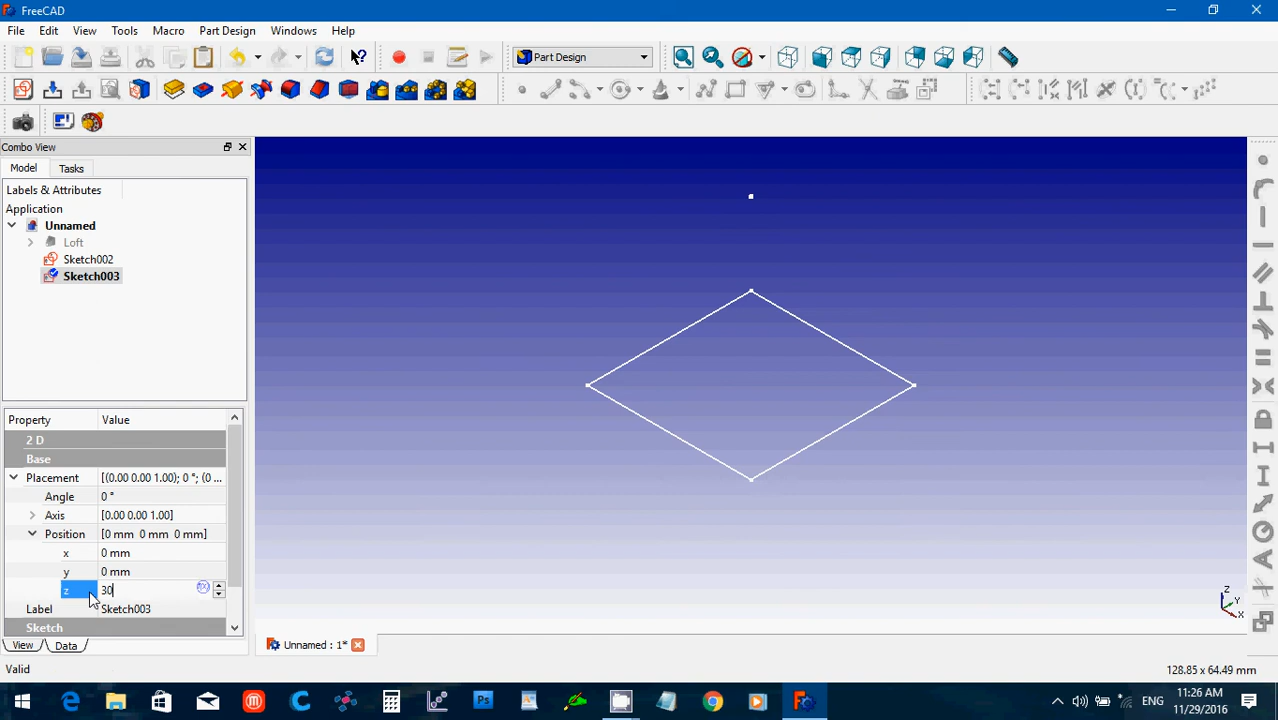 FreeCAD
File Edit View Tools Macro Part Design Windows Help
Part Design
Combo View
Model Tasks
Labels & Attributes
Application
Unnamed
Loft
Sketch002
Sketch003
Property Value
2 D
Base
Placement [(0.00 0.00 1.00); 0 °; (0 ...
Angle 0 °
Axis [0.00 0.00 1.00]
Position [0 mm 0 mm 0 mm]
x 0 mm
y 0 mm
z 30
Label Sketch003
Sketch
View Data
Unnamed : 1*
Z
Y
X
Valid
128.85 x 64.49 mm
Ps
ENG
11:26 AM
11/29/2016